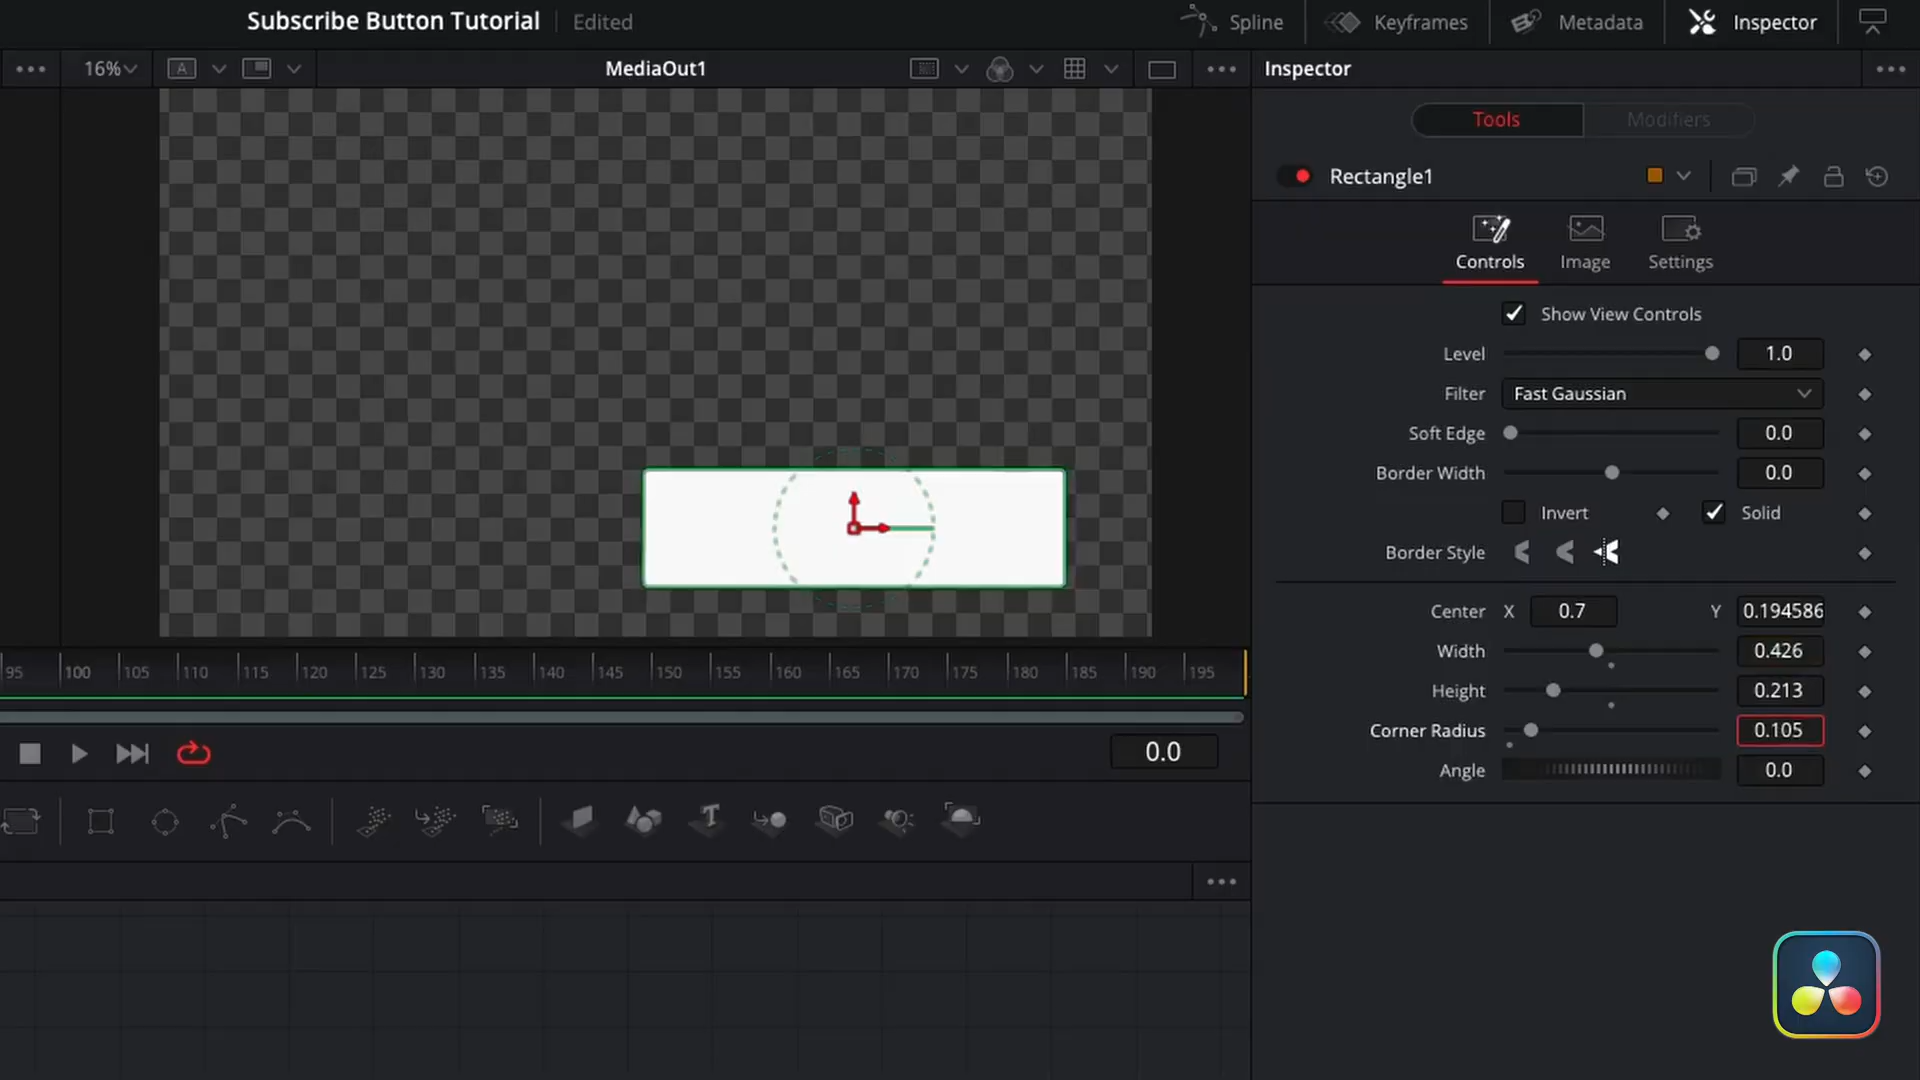 Subscribe Button Tutorial
Edited
Spline
Keyframes
Metadata
Inspector
16%
A
MediaOut1
Inspector
Tools
Modifiers
Rectangle1
Controls
Image
Settings
Show View Controls
Level 1.0
Filter Fast Gaussian
Soft Edge 0.0
Border Width 0.0
Invert Solid
Border Style
Center X 0.7 Y 0.194586
Width 0.426
Height 0.213
Corner Radius 0.105
Angle 0.0
95 100 105 110 115 120 125 130 135 140 145 150 155 160 165 170 175 180 185 190 195
0.0
T